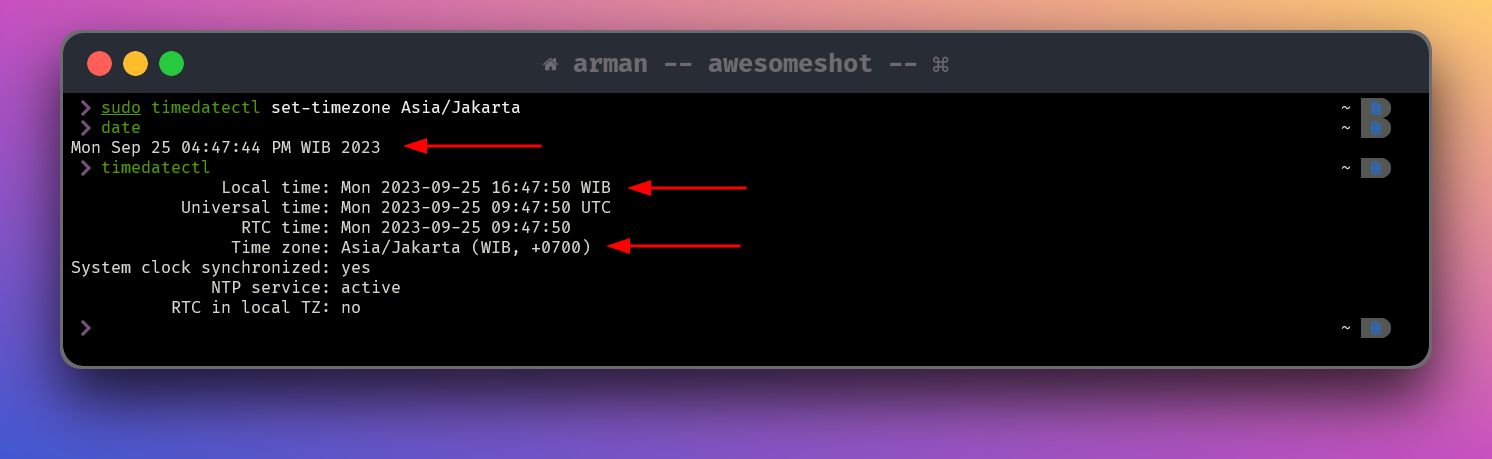 arman -- awesomeshot -- ⌘
❯ sudo timedatectl set-timezone Asia/Jakarta ~
❯ date ~
Mon Sep 25 04:47:44 PM WIB 2023
❯ timedatectl ~
Local time: Mon 2023-09-25 16:47:50 WIB
Universal time: Mon 2023-09-25 09:47:50 UTC
RTC time: Mon 2023-09-25 09:47:50
Time zone: Asia/Jakarta (WIB, +0700)
System clock synchronized: yes
NTP service: active
RTC in local TZ: no
❯ ~